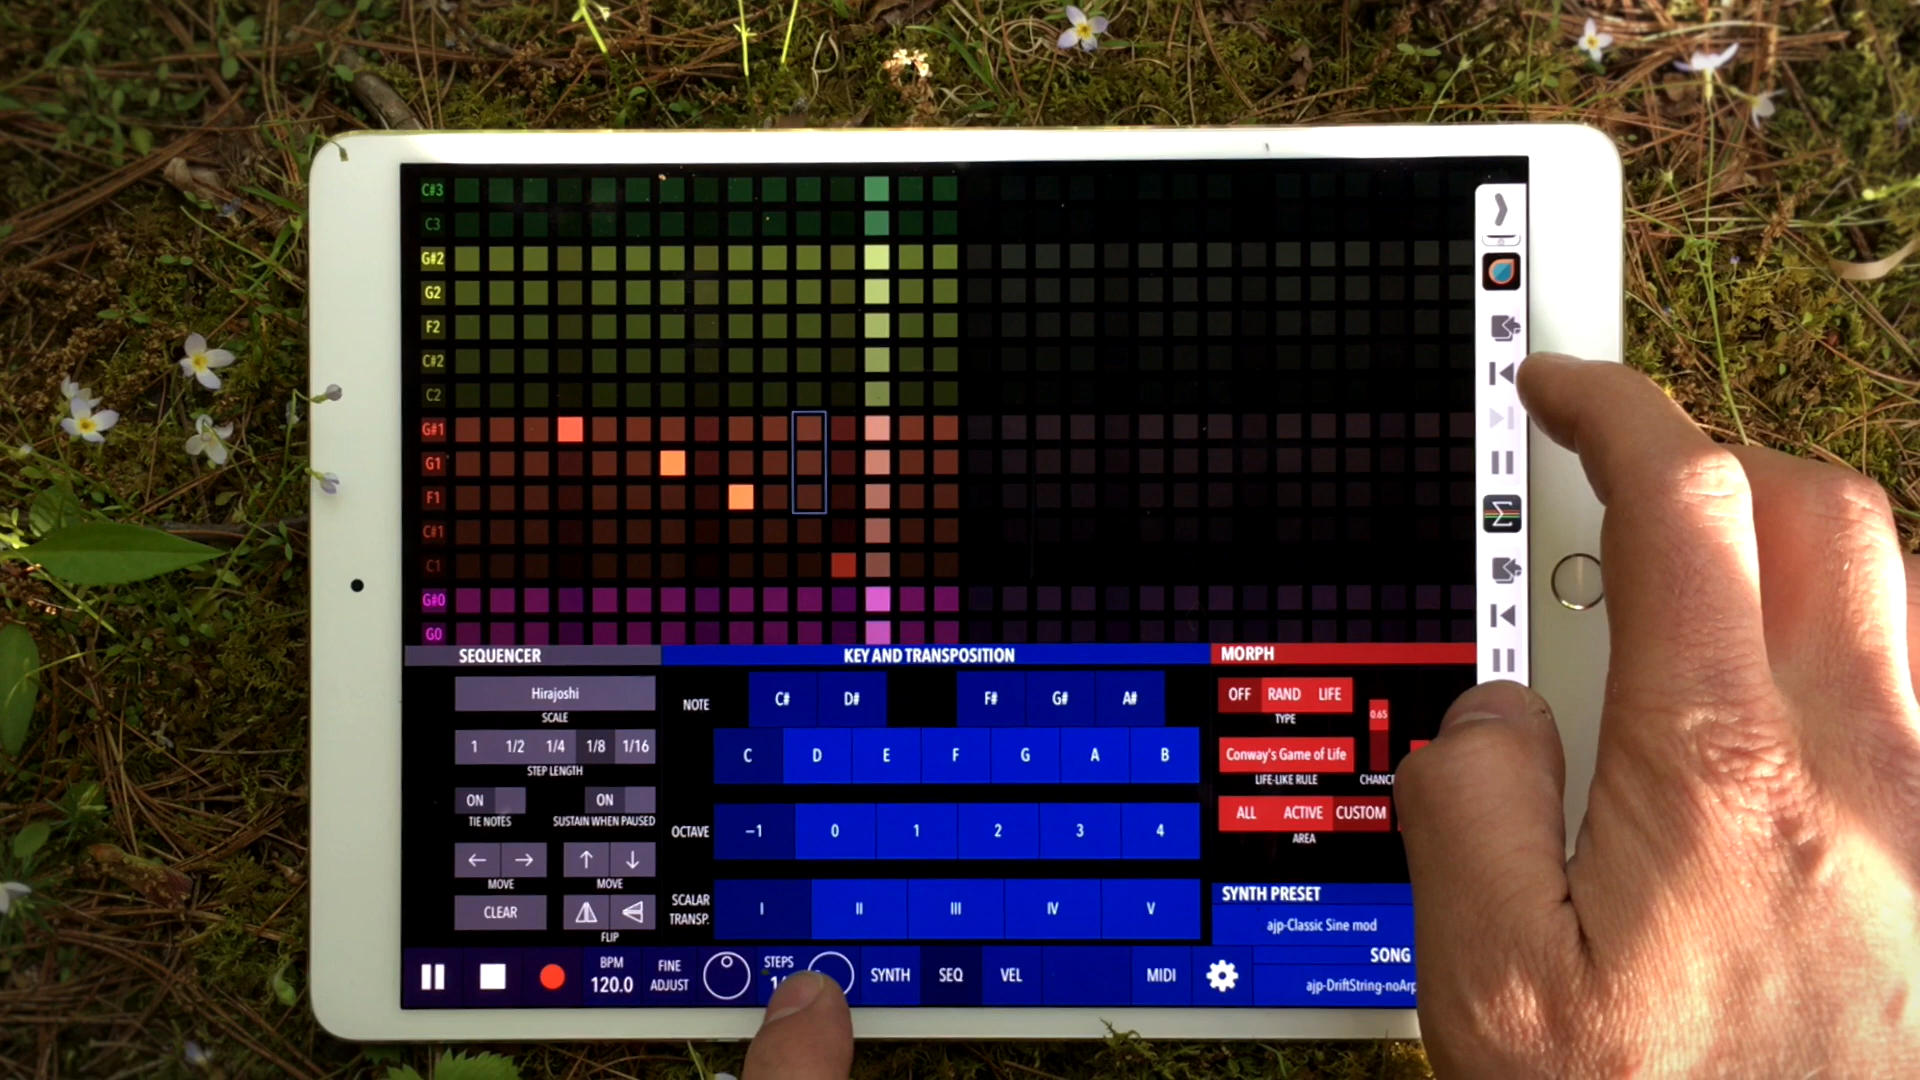 C#3
C3
G#2
G2
F2
C#2
C2
G#1
G1
F1
C#1
C1
G#0
G0
SEQUENCER
Hirajoshi
SCALE
1 1/2 1/4 1/8 1/16
STEP LENGTH
ON ON
TIE NOTES SUSTAIN WHEN PAUSED
← → ↑ ↓
MOVE MOVE
CLEAR
FLIP
KEY AND TRANSPOSITION
NOTE C# D# F# G# A#
C D E F G A B
OCTAVE −1 0 1 2 3 4
SCALAR
TRANSP. I II III IV V
MORPH
OFF RAND LIFE
TYPE
0.65
Conway's Game of Life
LIFE-LIKE RULE
ALL ACTIVE CUSTOM
AREA
SYNTH PRESET
ajp-Classic Sine mod
SONG
ajp-DriftString-noArp
BPM
120.0
FINE
ADJUST
STEPS
SYNTH SEQ VEL MIDI
Σ